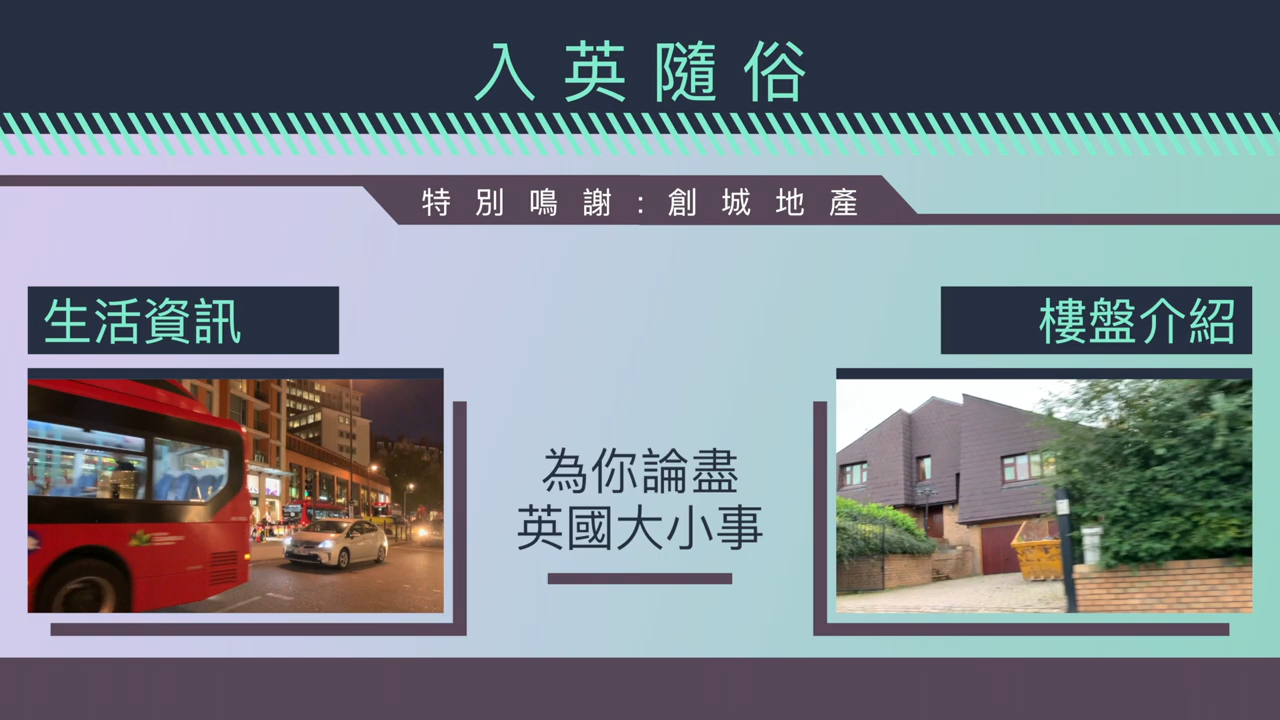 入英隨俗
特別鳴謝:創城地產
生活資訊
樓盤介紹
為你論盡
英國大小事